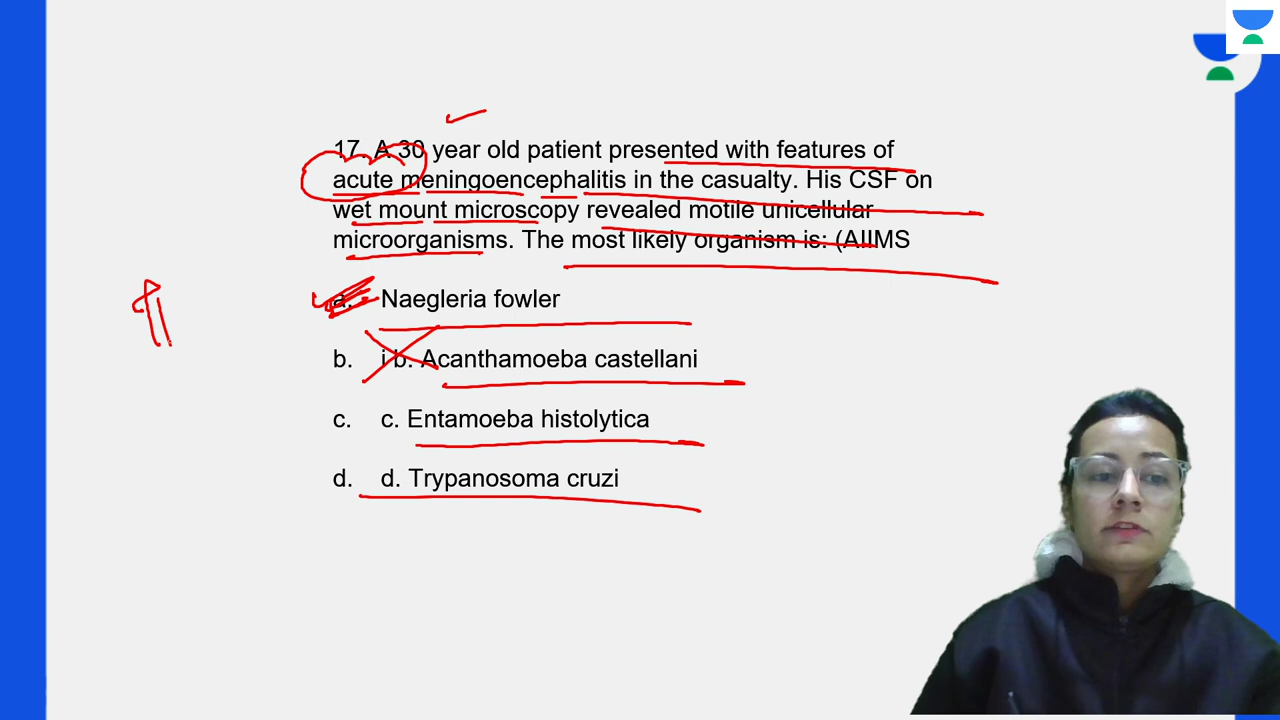 17. A 30 year old patient presented with features of
acute meningoencephalitis in the casualty. His CSF on
wet mount microscopy revealed motile unicellular
microorganisms. The most likely organism is: (AIIMS
a. Naegleria fowler
b. i b. Acanthamoeba castellani
c. c. Entamoeba histolytica
d. d. Trypanosoma cruzi